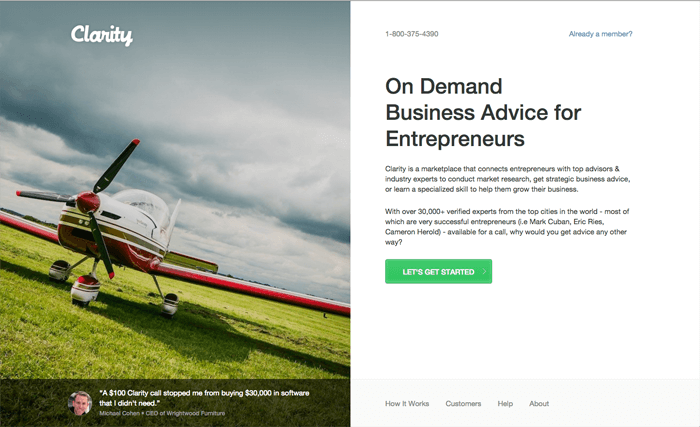 Clarity
1-800-375-4390
Already a member?
On Demand
Business Advice for
Entrepreneurs
Clarity is a marketplace that connects entrepreneurs with top advisors &
industry experts to conduct market research, get strategic business advice,
or learn a specialized skill to help them grow their business.
With over 30,000+ verified experts from the top cities in the world - most of
which are very successful entrepreneurs (i.e Mark Cuban, Eric Ries,
Cameron Herold) - available for a call, why would you get advice any other
way?
LET'S GET STARTED
"A $100 Clarity call stopped me from buying $30,000 in software
that I didn't need."
Michael Cohen • CEO of Wrightwood Furniture
How It Works
Customers
Help
About